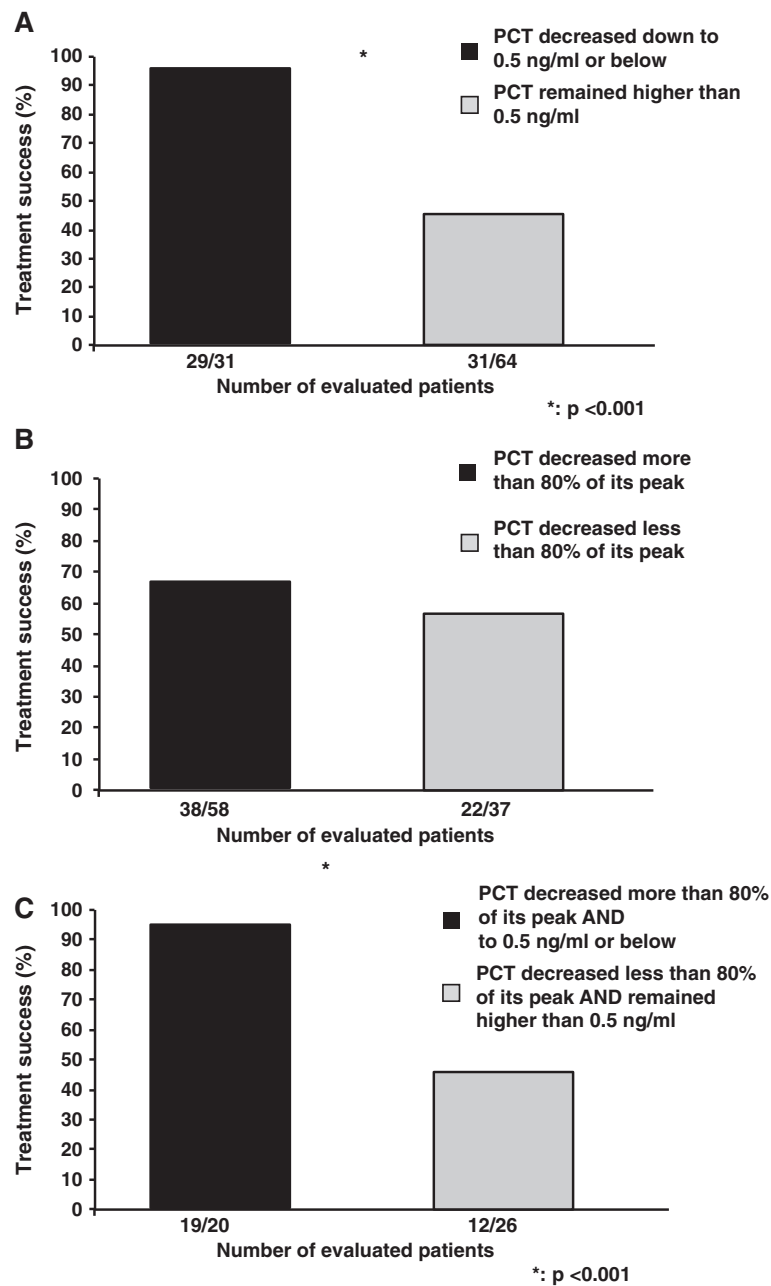 A
PCT decreased down to
0.5 ng/ml or below
PCT remained higher than
0.5 ng/ml
*
Treatment success (%)
100
90
80
70
60
50
40
30
20
10
0
29/31
31/64
Number of evaluated patients
*: p <0.001
B
PCT decreased more
than 80% of its peak
PCT decreased less
than 80% of its peak
Treatment success (%)
100
90
80
70
60
50
40
30
20
10
0
38/58
22/37
Number of evaluated patients
*
C
PCT decreased more than 80%
of its peak AND
to 0.5 ng/ml or below
PCT decreased less than 80%
of its peak AND remained
higher than 0.5 ng/ml
Treatment success (%)
100
90
80
70
60
50
40
30
20
10
0
19/20
12/26
Number of evaluated patients
*: p <0.001